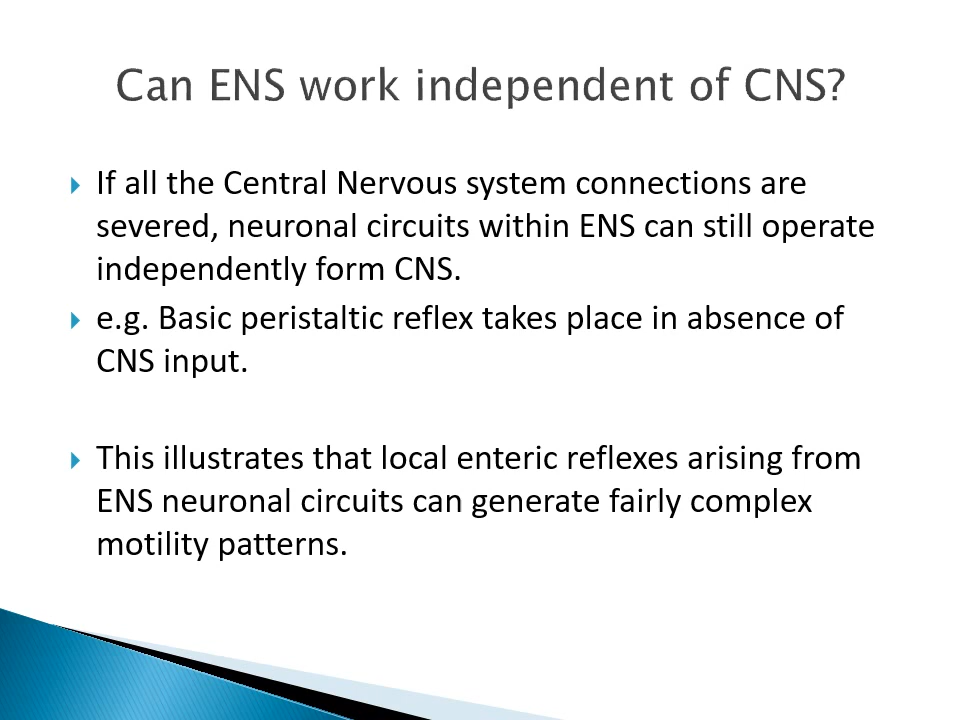 Can ENS work independent of CNS?
If all the Central Nervous system connections are
severed, neuronal circuits within ENS can still operate
independently form CNS.
e.g. Basic peristaltic reflex takes place in absence of
CNS input.
This illustrates that local enteric reflexes arising from
ENS neuronal circuits can generate fairly complex
motility patterns.